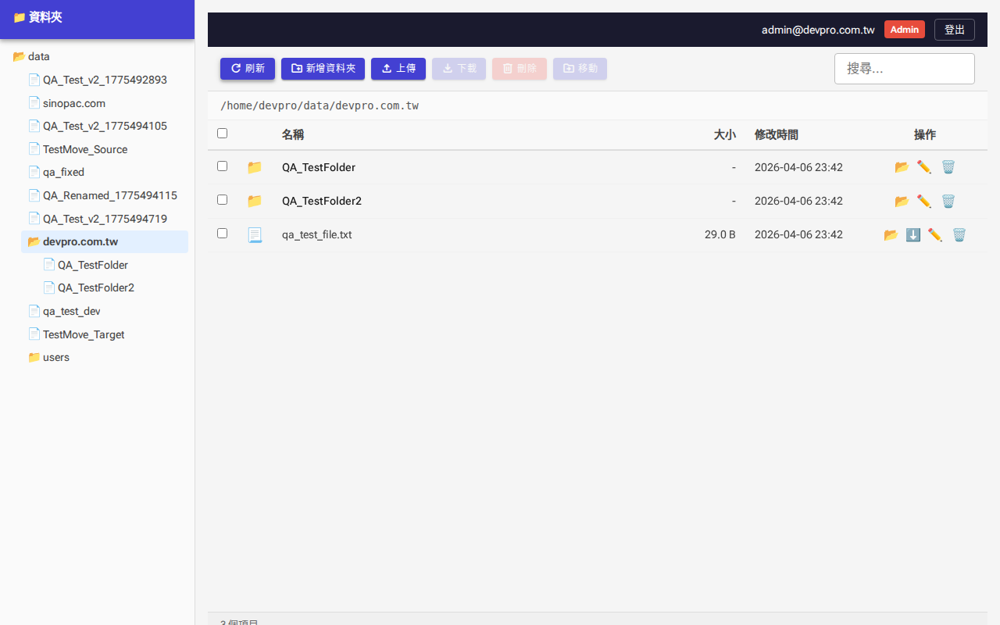 資料夾
data
QA_Test_v2_1775492893
sinopac.com
QA_Test_v2_1775494105
TestMove_Source
qa_fixed
QA_Renamed_1775494115
QA_Test_v2_1775494719
devpro.com.tw
QA_TestFolder
QA_TestFolder2
qa_test_dev
TestMove_Target
users
admin@devpro.com.tw Admin 登出
刷新 新增資料夾 上傳 下載 刪除 移動 搜尋...
/home/devpro/data/devpro.com.tw
名稱 大小 修改時間 操作
QA_TestFolder - 2026-04-06 23:42
QA_TestFolder2 - 2026-04-06 23:42
qa_test_file.txt 29.0 B 2026-04-06 23:42
3 個項目